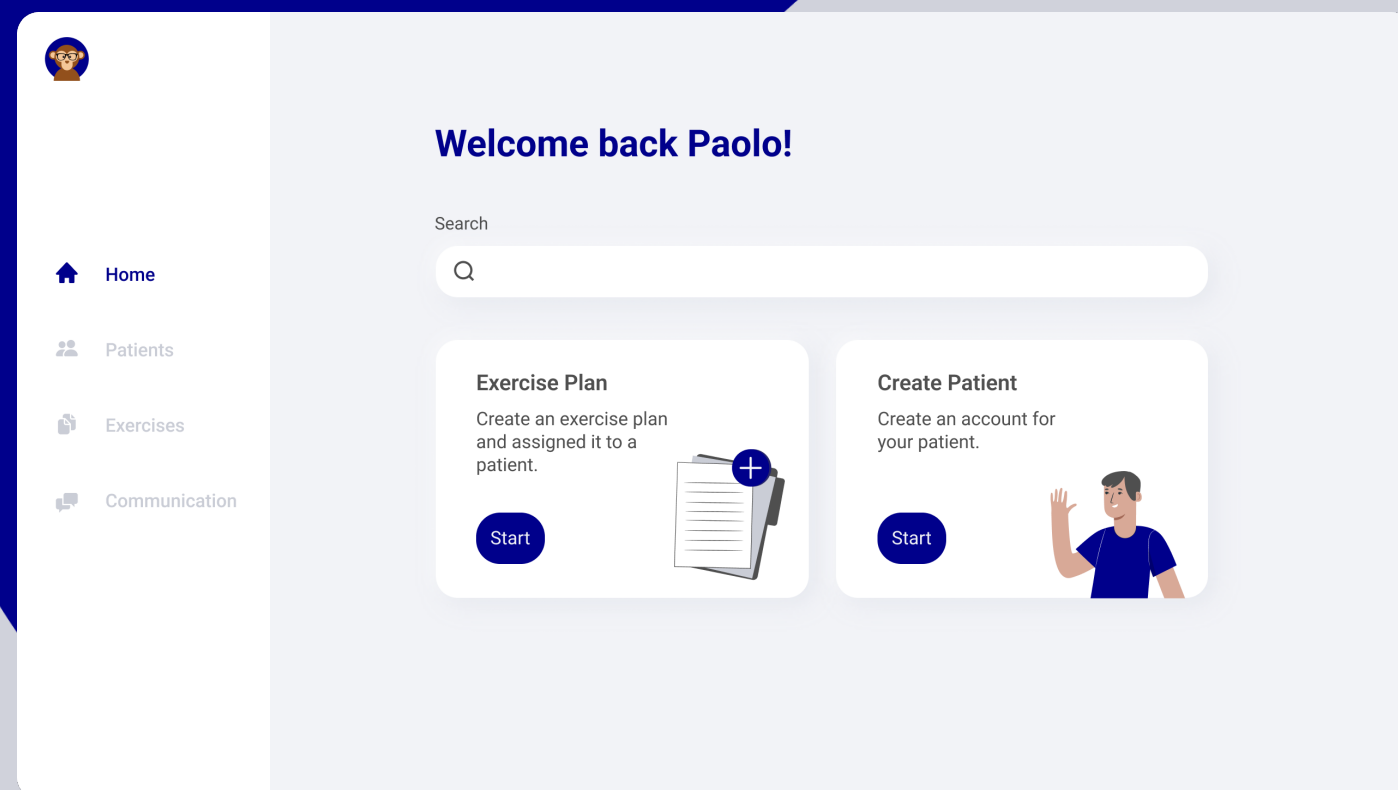 Welcome back Paolo!
Search
Home
Patients
Exercises
Communication
Exercise Plan
Create an exercise plan
and assigned it to a
patient.
Start
Create Patient
Create an account for
your patient.
Start